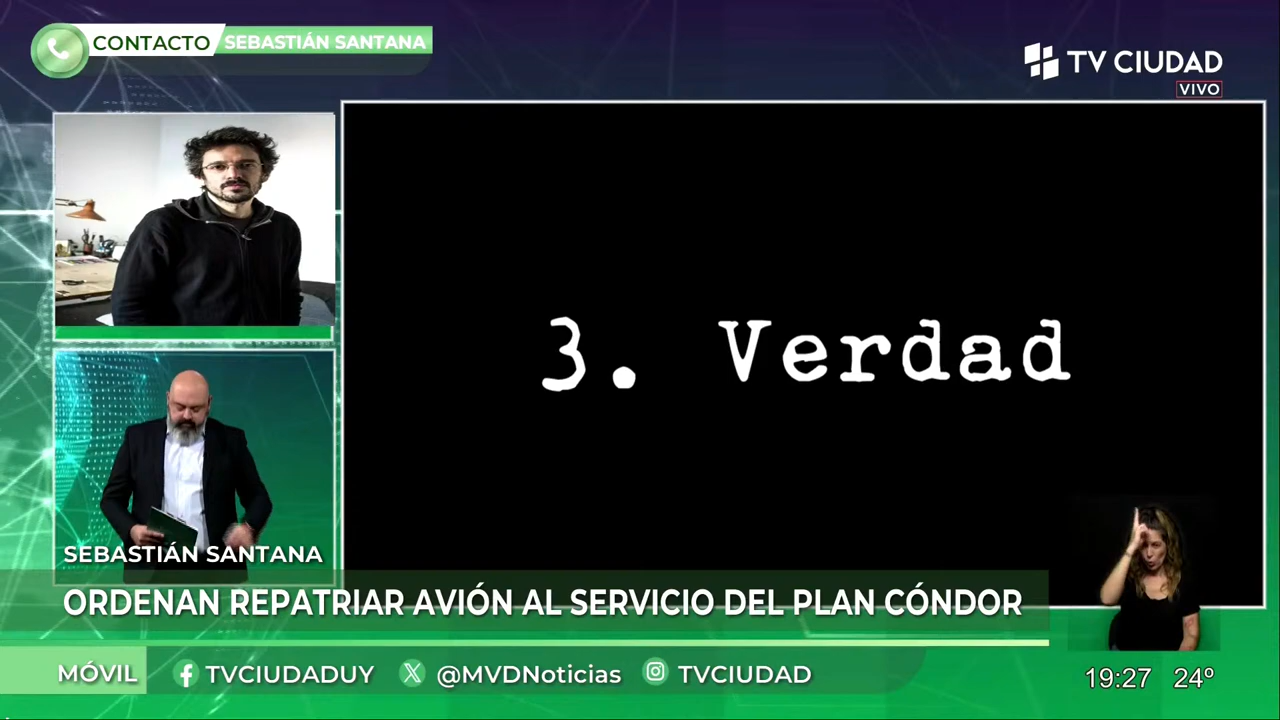 CONTACTO SEBASTIÁN SANTANA
TV CIUDAD
VIVO
3. Verdad
SEBASTIÁN SANTANA
ORDENAN REPATRIAR AVIÓN AL SERVICIO DEL PLAN CÓNDOR
MÓVIL TVCIUDADUY @MVDNoticias TVCIUDAD
19:27 24º